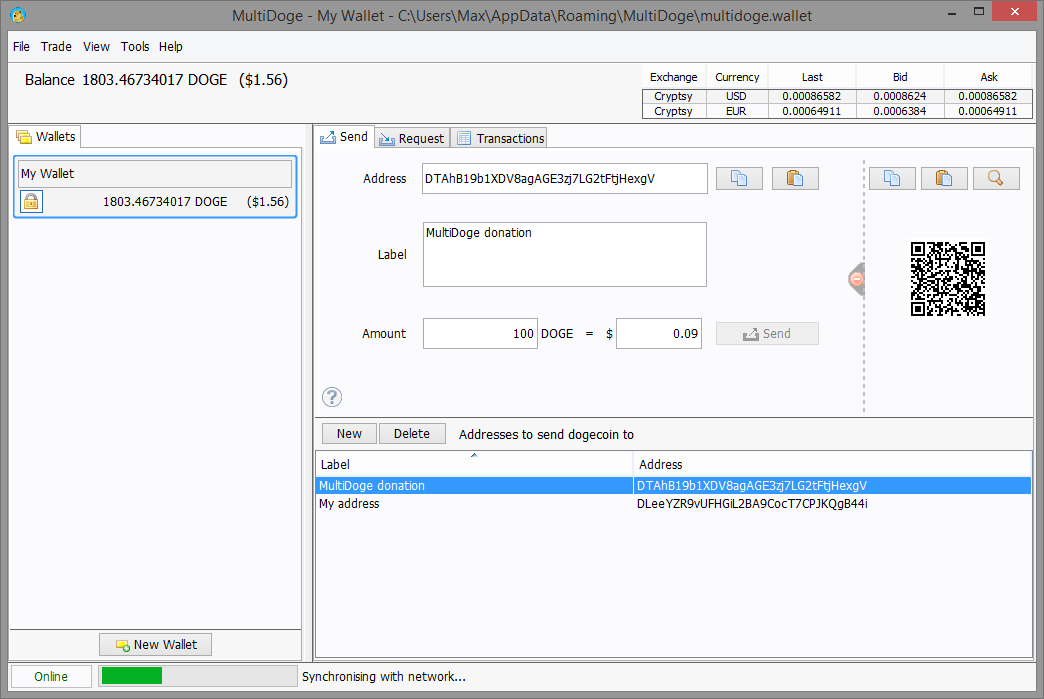 MultiDoge - My Wallet - C:\Users\Max\AppData\Roaming\MultiDoge\multidoge.wallet
File Trade View Tools Help
Balance 1803.46734017 DOGE ($1.56)
Exchange Currency Last Bid Ask
Cryptsy USD 0.00086582 0.0008624 0.00086582
Cryptsy EUR 0.00064911 0.0006384 0.00064911
Wallets
My Wallet
1803.46734017 DOGE ($1.56)
New Wallet
Send Request Transactions
Address DTAhB19b1XDV8agAGE3zj7LG2tFtjHexgV
Label MultiDoge donation
Amount 100 DOGE = $ 0.09 Send
?
New Delete Addresses to send dogecoin to
Label Address
MultiDoge donation DTAhB19b1XDV8agAGE3zj7LG2tFtjHexgV
My address DLeeYZR9vUFHGiL2BA9CocT7CPJKQgB44i
Online Synchronising with network...